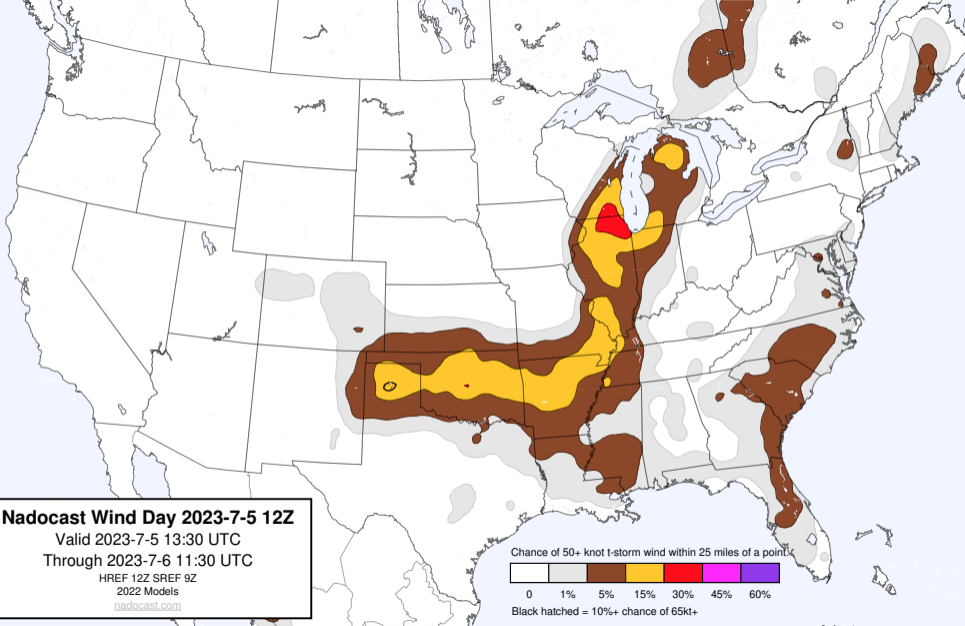 Nadocast Wind Day 2023-7-5 12Z
Valid 2023-7-5 13:30 UTC
Through 2023-7-6 11:30 UTC
HREF 12Z SREF 9Z
2022 Models
nadocast.com
Chance of 50+ knot t-storm wind within 25 miles of a point.
0 1% 5% 15% 30% 45% 60%
Black hatched = 10%+ chance of 65kt+